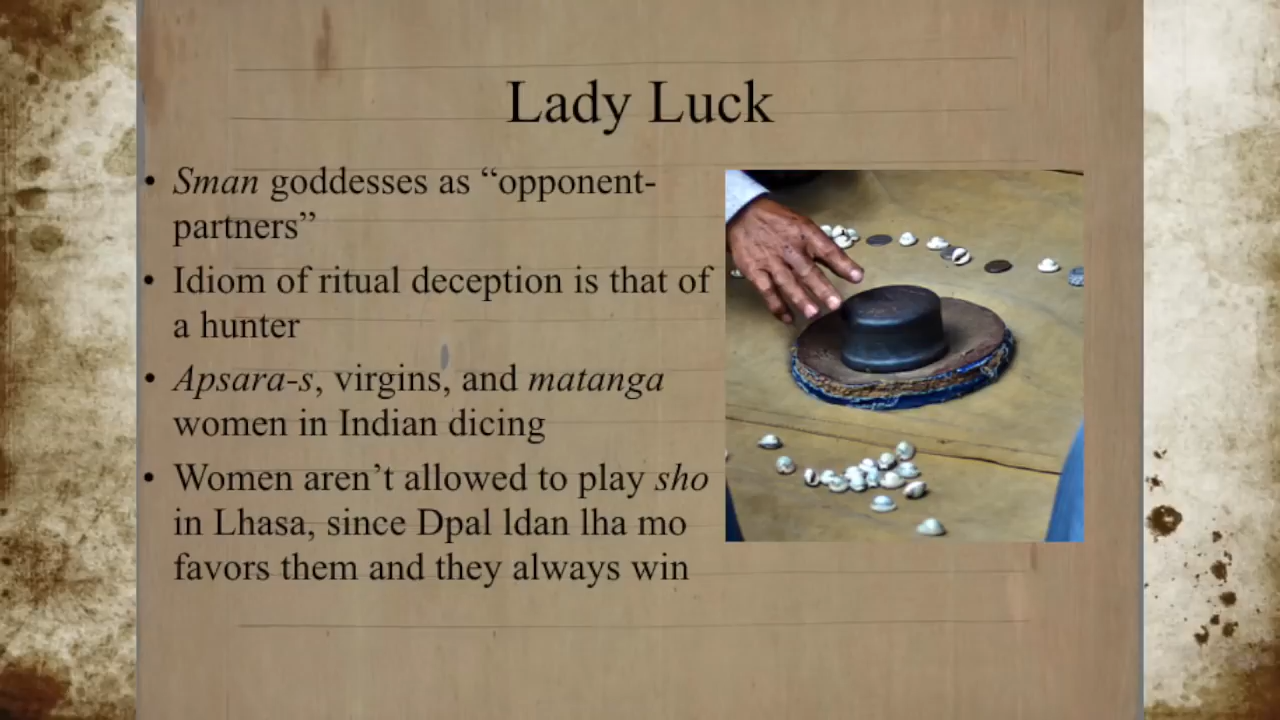 Lady Luck
• Sman goddesses as “opponent-
partners”
• Idiom of ritual deception is that of
a hunter
• Apsara-s, virgins, and matanga
women in Indian dicing
• Women aren’t allowed to play sho
in Lhasa, since Dpal ldan lha mo
favors them and they always win